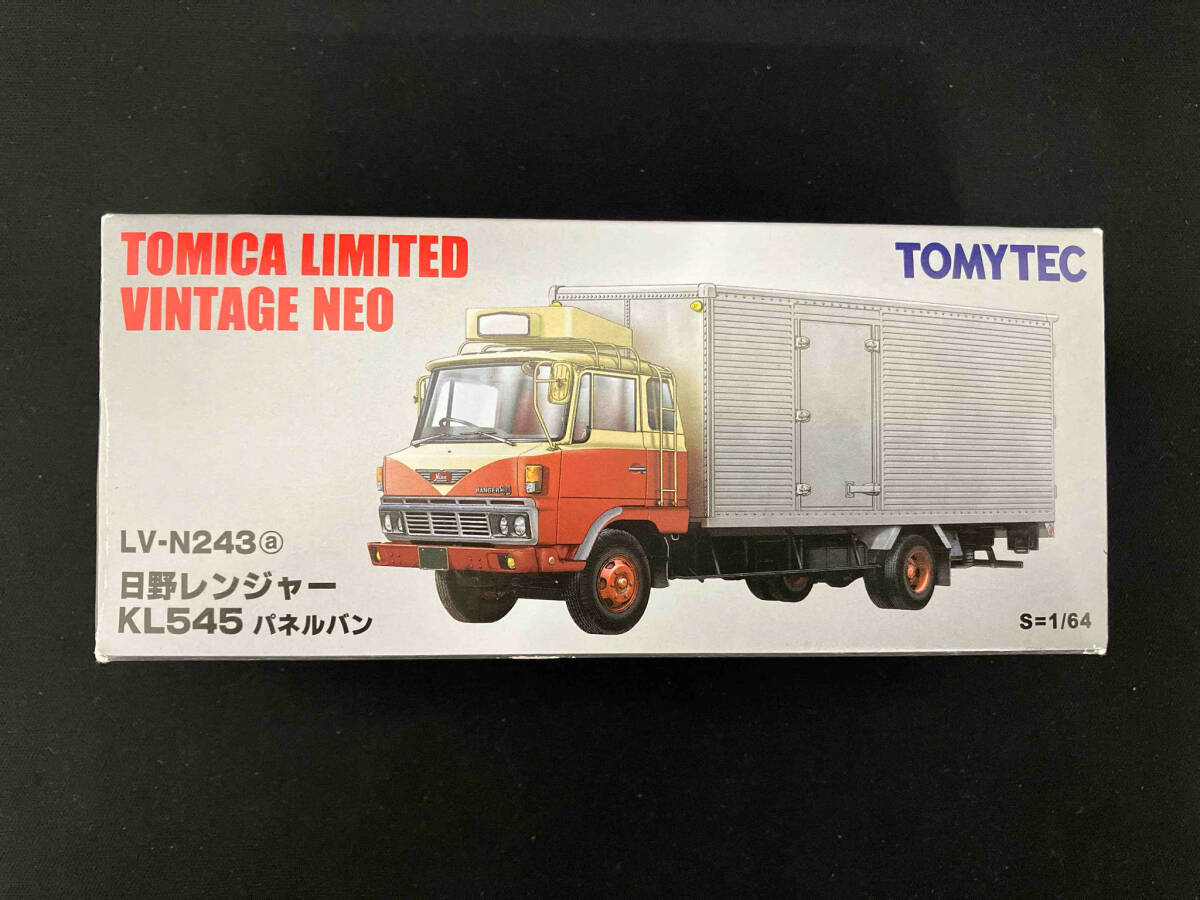 TOMICA LIMITED
VINTAGE NEO
TOMYTEC
RANGER
LV-N243ⓐ
日野レンジャー
KL545 パネルバン
S=1/64